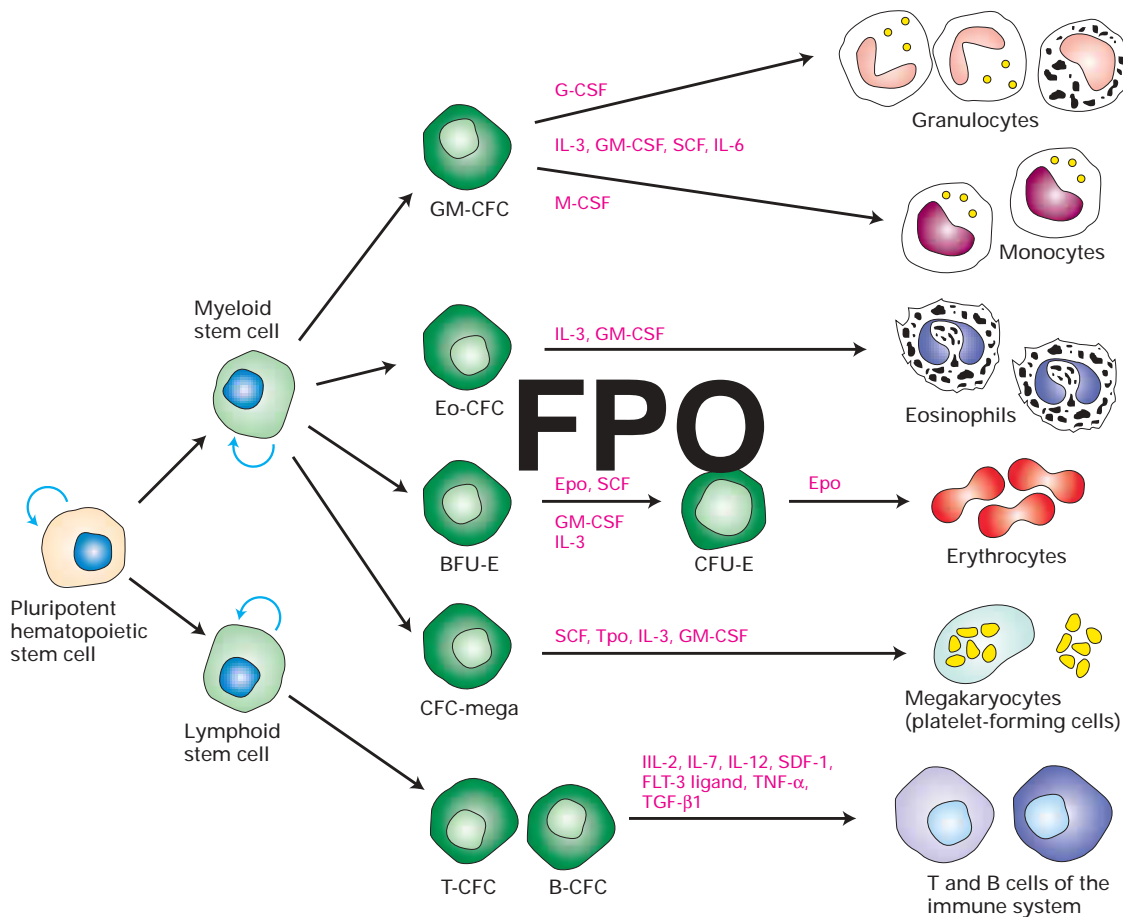 G-CSF
Granulocytes
IL-3, GM-CSF, SCF, IL-6
GM-CFC
M-CSF
Monocytes
Myeloid
stem cell
IL-3, GM-CSF
Eo-CFC
Eosinophils
FPO
Epo, SCF
Epo
GM-CSF
IL-3
BFU-E
CFU-E
Erythrocytes
Pluripotent
hematopoietic
stem cell
SCF, Tpo, IL-3, GM-CSF
CFC-mega
Megakaryocytes
(platelet-forming cells)
Lymphoid
stem cell
IIL-2, IL-7, IL-12, SDF-1,
FLT-3 ligand, TNF-α,
TGF-β1
T-CFC
B-CFC
T and B cells of the
immune system